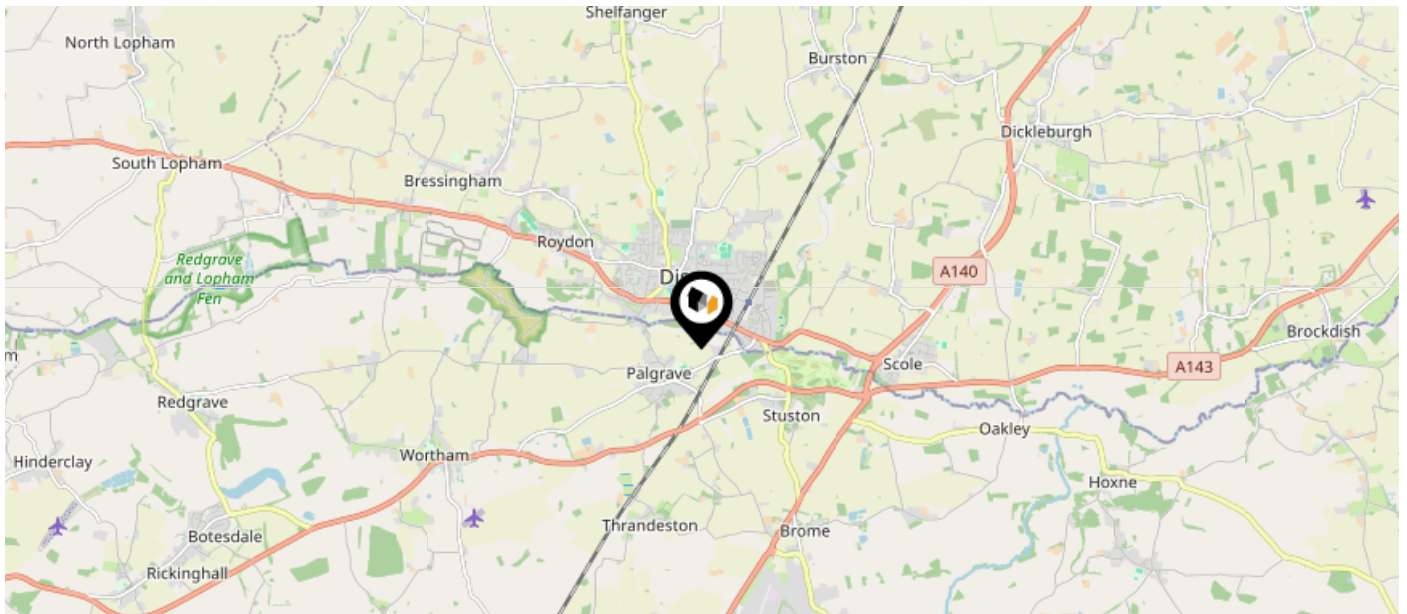 Shelfanger
North Lopham
Burston
Dickleburgh
South Lopham
Bressingham
Roydon
Redgrave
and Lopham
Fen
A140
Brockdish
Scole
A143
Palgrave
Redgrave
Stuston
Oakley
Wortham
Hinderclay
Hoxne
Thrandeston
Brome
Botesdale
Rickinghall